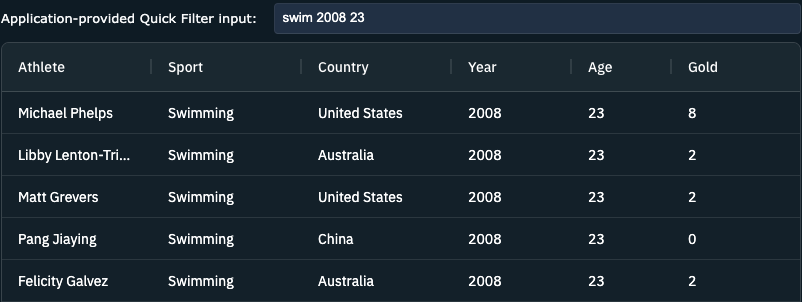 Application-provided Quick Filter input: swim 2008 23
Athlete Sport Country Year Age Gold
Michael Phelps Swimming United States 2008 23 8
Libby Lenton-Tri... Swimming Australia 2008 23 2
Matt Grevers Swimming United States 2008 23 2
Pang Jiaying Swimming China 2008 23 0
Felicity Galvez Swimming Australia 2008 23 2